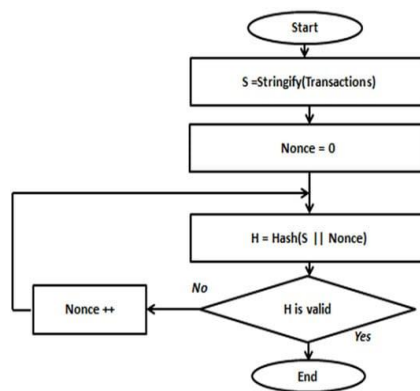 Start
S =Stringify(Transactions)
Nonce = 0
H = Hash(S || Nonce)
No
Nonce ++
H is valid
Yes
End